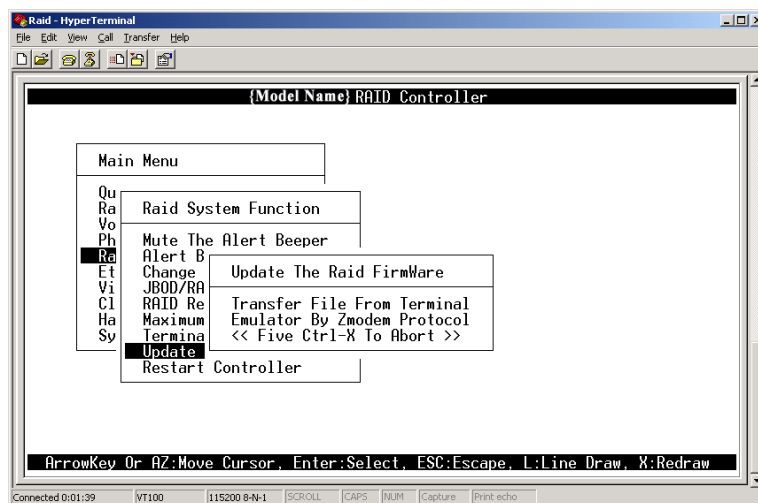 Raid - HyperTerminal
File Edit View Call Transfer Help
{Model Name} RAID Controller
Main Menu
Qu
Ra
Vo
Ph
Ra
Et
Vi
Cl
Ha
Sy
Raid System Function
Mute The Alert Beeper
Alert B
Change
JBOD/RA
RAID Re
Maximum
Termina
Update
Restart Controller
Update The Raid FirmWare
Transfer File From Terminal
Emulator By Zmodem Protocol
<< Five Ctrl-X To Abort >>
ArrowKey Or AZ:Move Cursor, Enter:Select, ESC:Escape, L:Line Draw, X:Redraw
Connected 0:01:39 VT100 115200 8-N-1 SCROLL CAPS NUM Capture Print echo